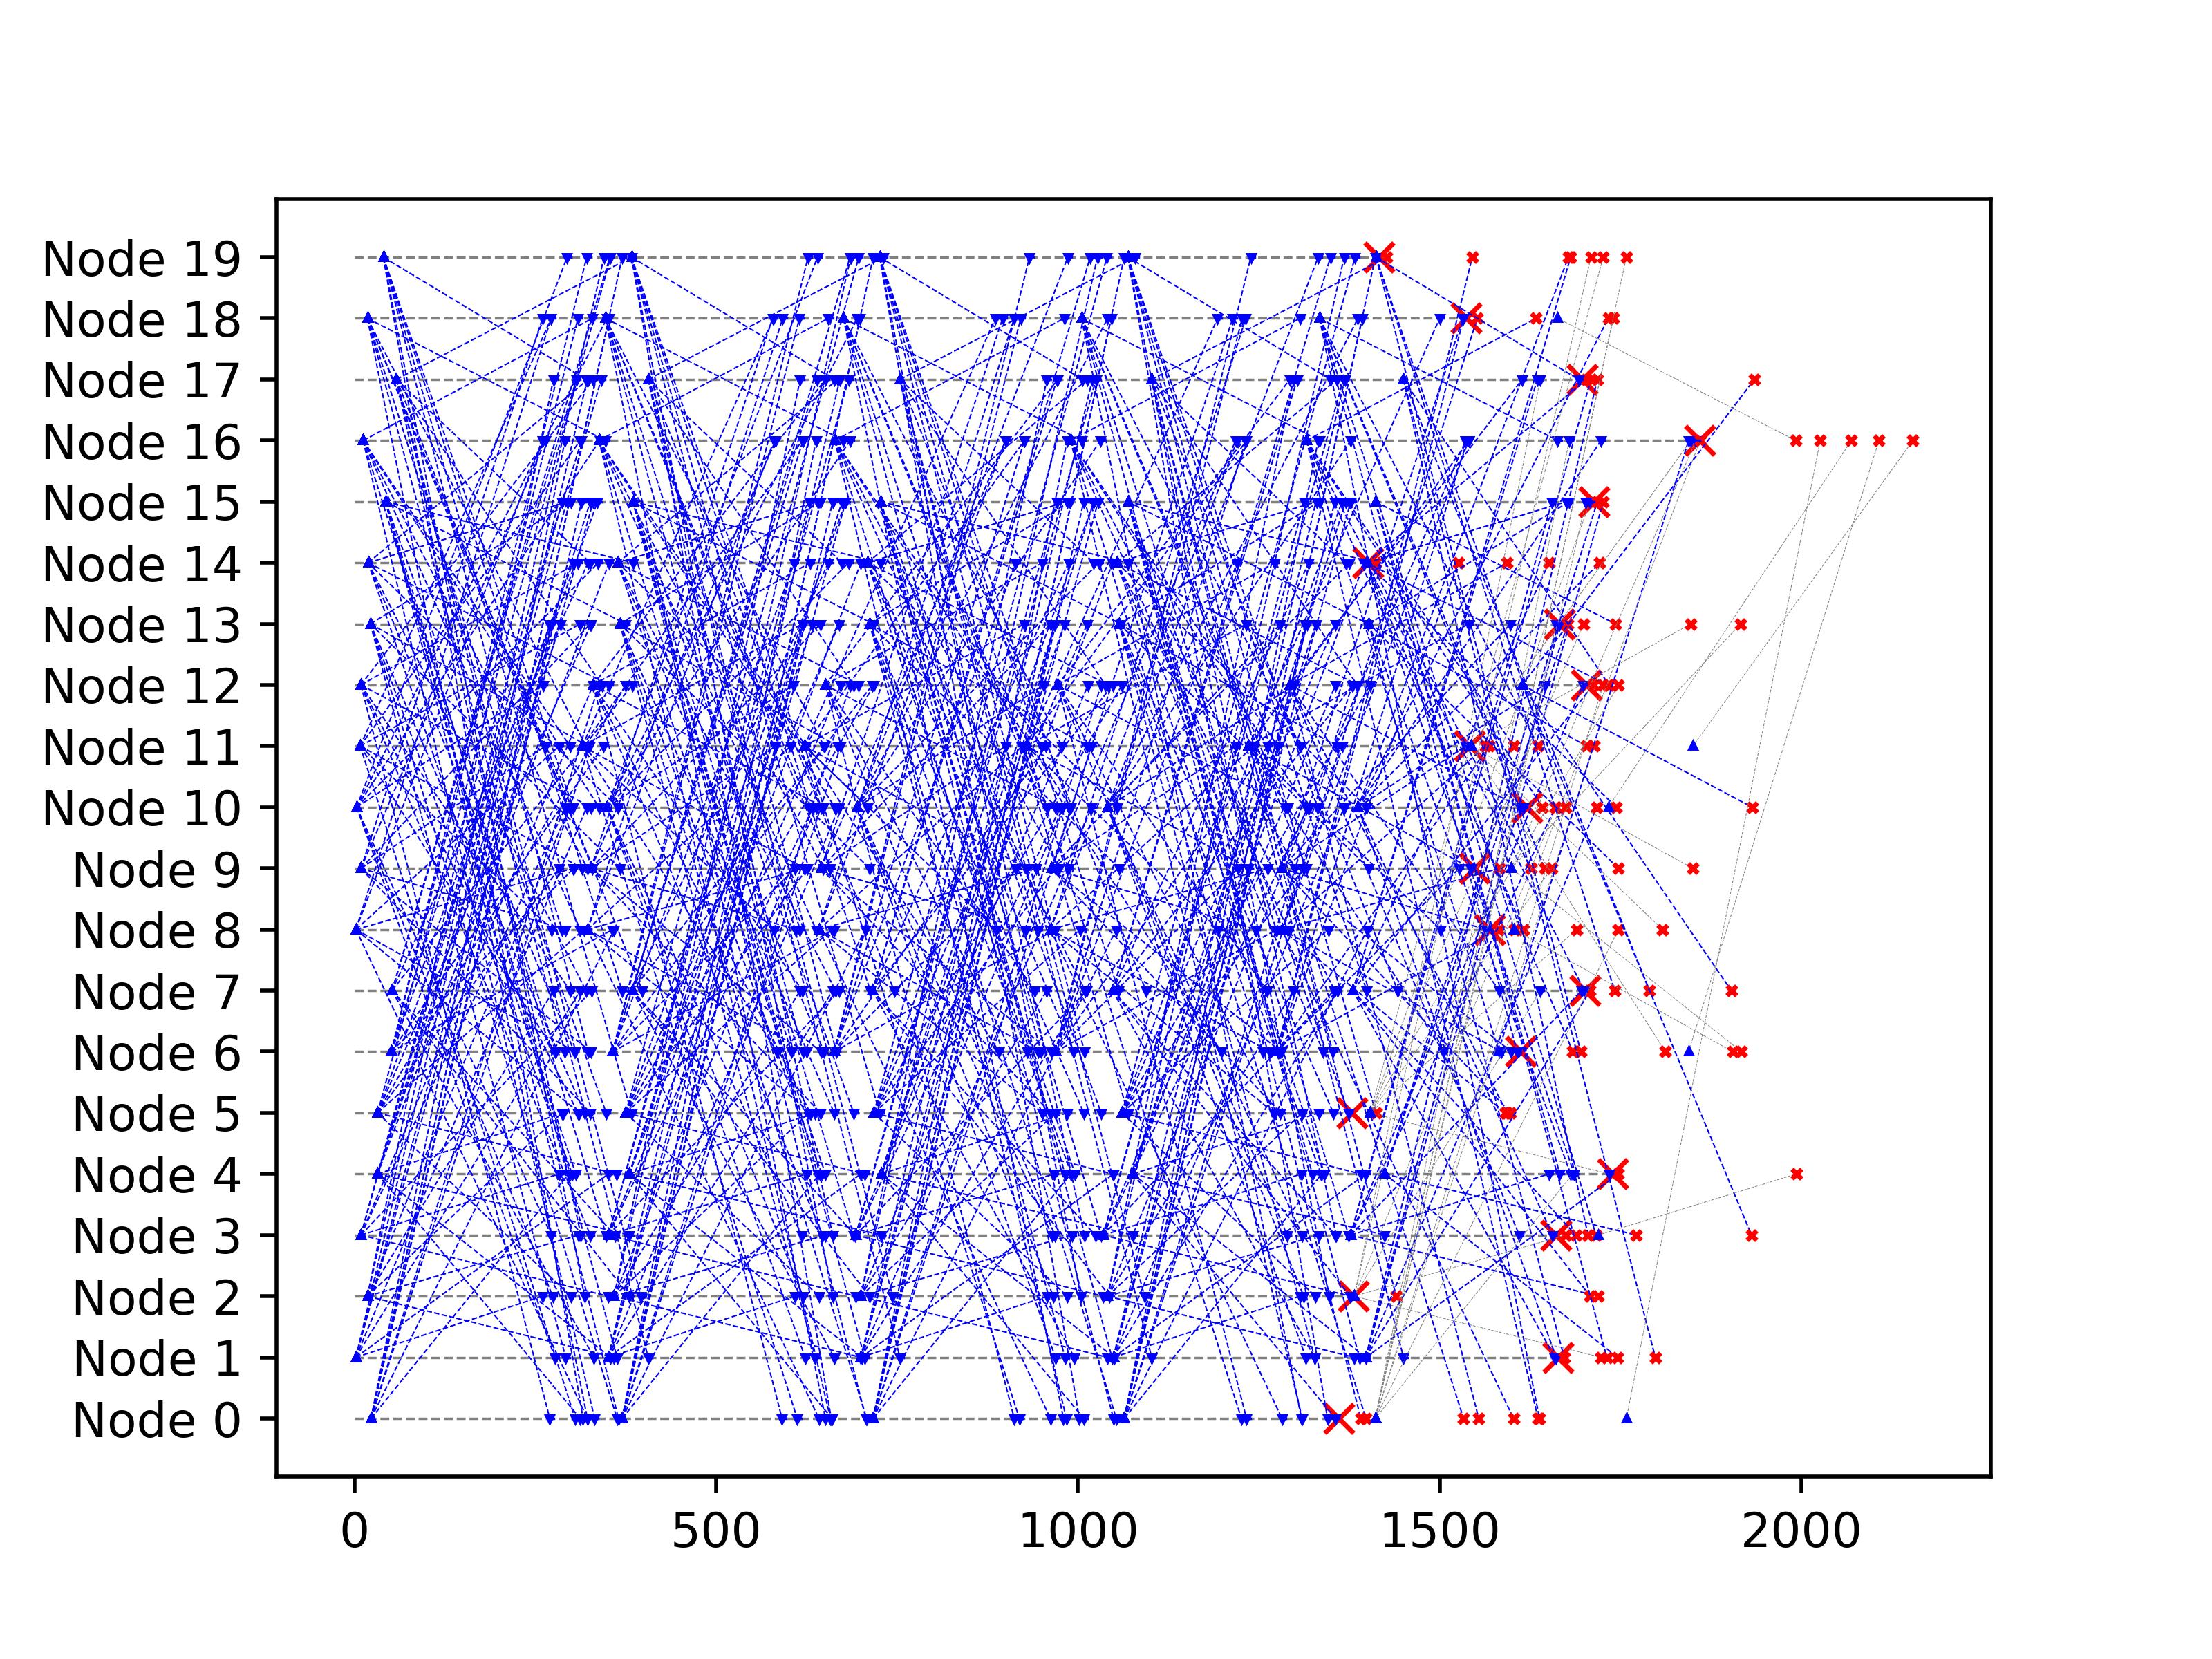 Node 19
Node 18
Node 17
Node 16
Node 15
Node 14
Node 13
Node 12
Node 11
Node 10
Node 9
Node 8
Node 7
Node 6
Node 5
Node 4
Node 3
Node 2
Node 1
Node 0
0 500 1000 1500 2000